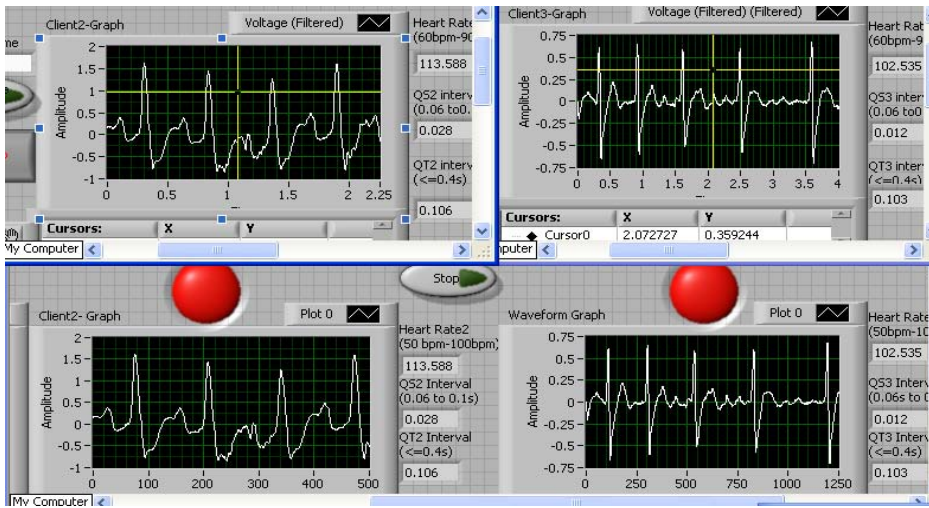 Client2-Graph
Voltage (Filtered)
Heart Rate
(60bpm-90
me
113.588
QS2 interv
(0.06 to0.
0.028
QT2 interval
(<=0.4s)
0.106
Amplitude
2
1.5
1
0.5
0
-0.5
-1
0 0.5 1 1.5 2 2.25
Cursors: X Y
My Computer
Client3-Graph
Voltage (Filtered) (Filtered)
Heart Rat
(60bpm-9
102.535
QS3 inter
(0.06 to0
0.012
QT3 interv
(<=0.4s)
0.103
Amplitude
0.75
0.5
0.25
0
-0.25
-0.5
-0.75
0 0.5 1 1.5 2 2.5 3 3.5 4
Cursors: X Y
Cursor0 2.072727 0.359244
puter
Stop
Client2- Graph
Plot 0
Heart Rate2
(50 bpm-100bpm)
113.588
QS2 Interval
(0.06 to 0.1s)
0.028
QT2 Interval
(<=0.4s)
0.106
Amplitude
2
1.5
1
0.5
0
-0.5
-1
0 100 200 300 400 500
My Computer
Waveform Graph
Plot 0
Heart Rate
(50bpm-10
102.535
QS3 Interv
(0.06s to 0
0.012
QT3 Interv
(<=0.4s)
0.103
Amplitude
0.75
0.5
0.25
0
-0.25
-0.5
-0.75
0 250 500 750 1000 1250